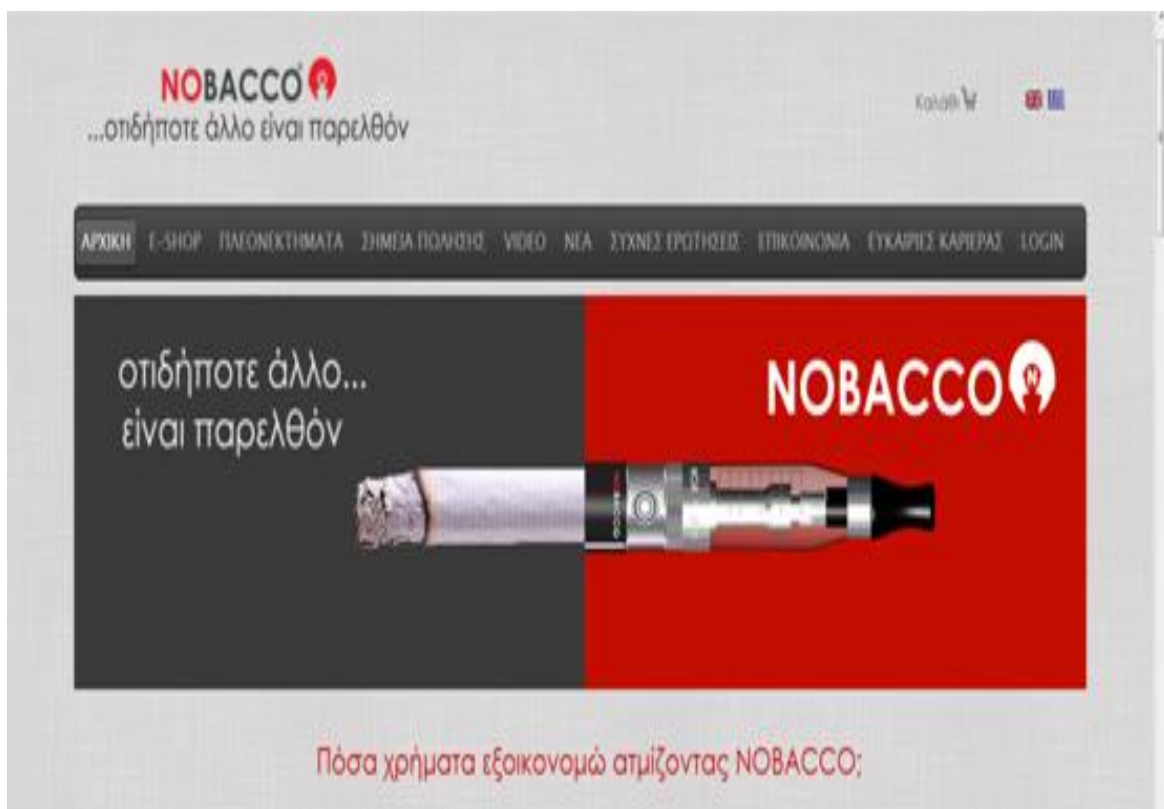 NOBACCO
...οτιδήποτε άλλο είναι παρελθόν
Καλάθι
ΑΡΧΙΚΗ E-SHOP ΠΛΕΟΝΕΚΤΗΜΑΤΑ ΣΗΜΕΙΑ ΠΩΛΗΣΗΣ VIDEO ΝΕΑ ΣΥΧΝΕΣ ΕΡΩΤΗΣΕΙΣ ΕΠΙΚΟΙΝΩΝΙΑ ΕΥΚΑΙΡΙΕΣ ΚΑΡΙΕΡΑΣ LOGIN
οτιδήποτε άλλο...
είναι παρελθόν
NOBACCO N
Πόσα χρήματα εξοικονομώ ατμίζοντας NOBACCO;